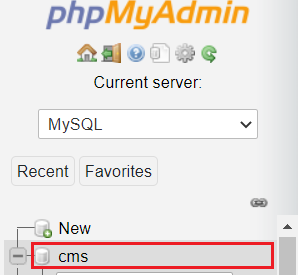 phpMyAdmin
Current server:
MySQL
Recent Favorites
New
cms